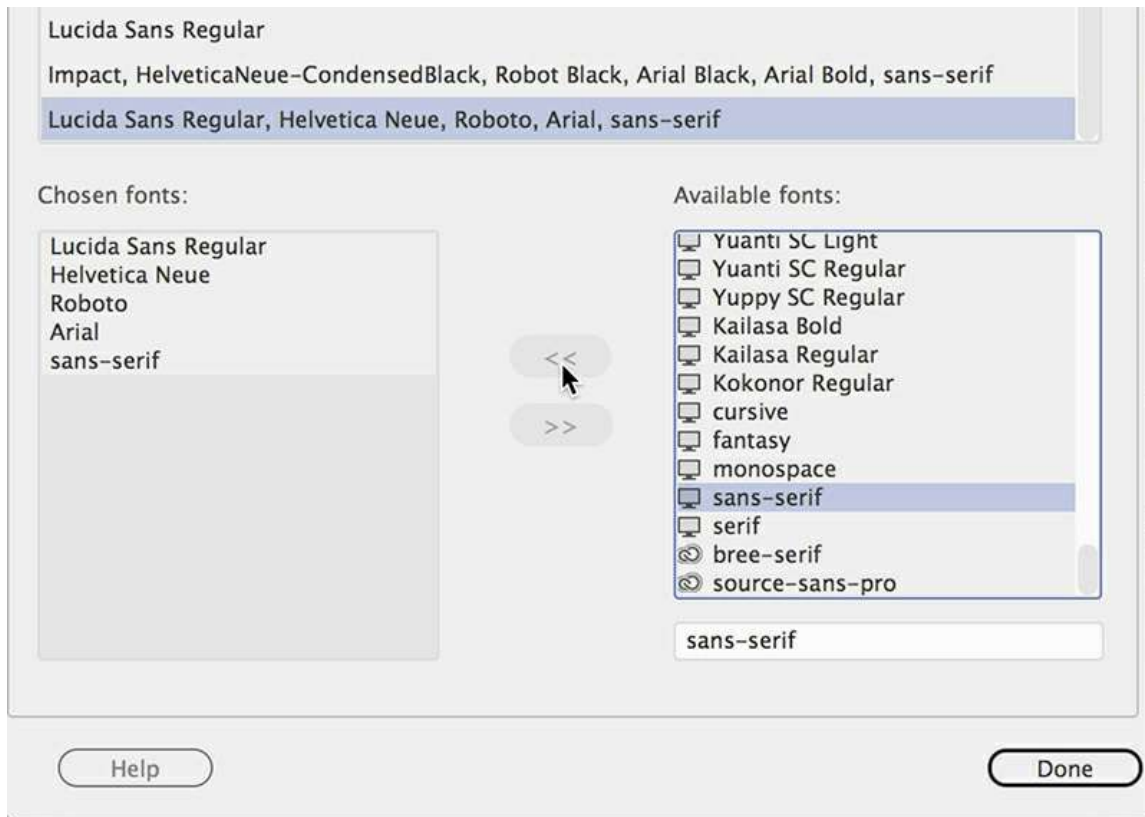 Lucida Sans Regular
Impact, HelveticaNeue-CondensedBlack, Robot Black, Arial Black, Arial Bold, sans-serif
Lucida Sans Regular, Helvetica Neue, Roboto, Arial, sans-serif
Chosen fonts:
Lucida Sans Regular
Helvetica Neue
Roboto
Arial
sans-serif
<<
>>
Available fonts:
Yuanti SC Light
Yuanti SC Regular
Yuppy SC Regular
Kailasa Bold
Kailasa Regular
Kokonor Regular
cursive
fantasy
monospace
sans-serif
serif
bree-serif
source-sans-pro
sans-serif
Help
Done